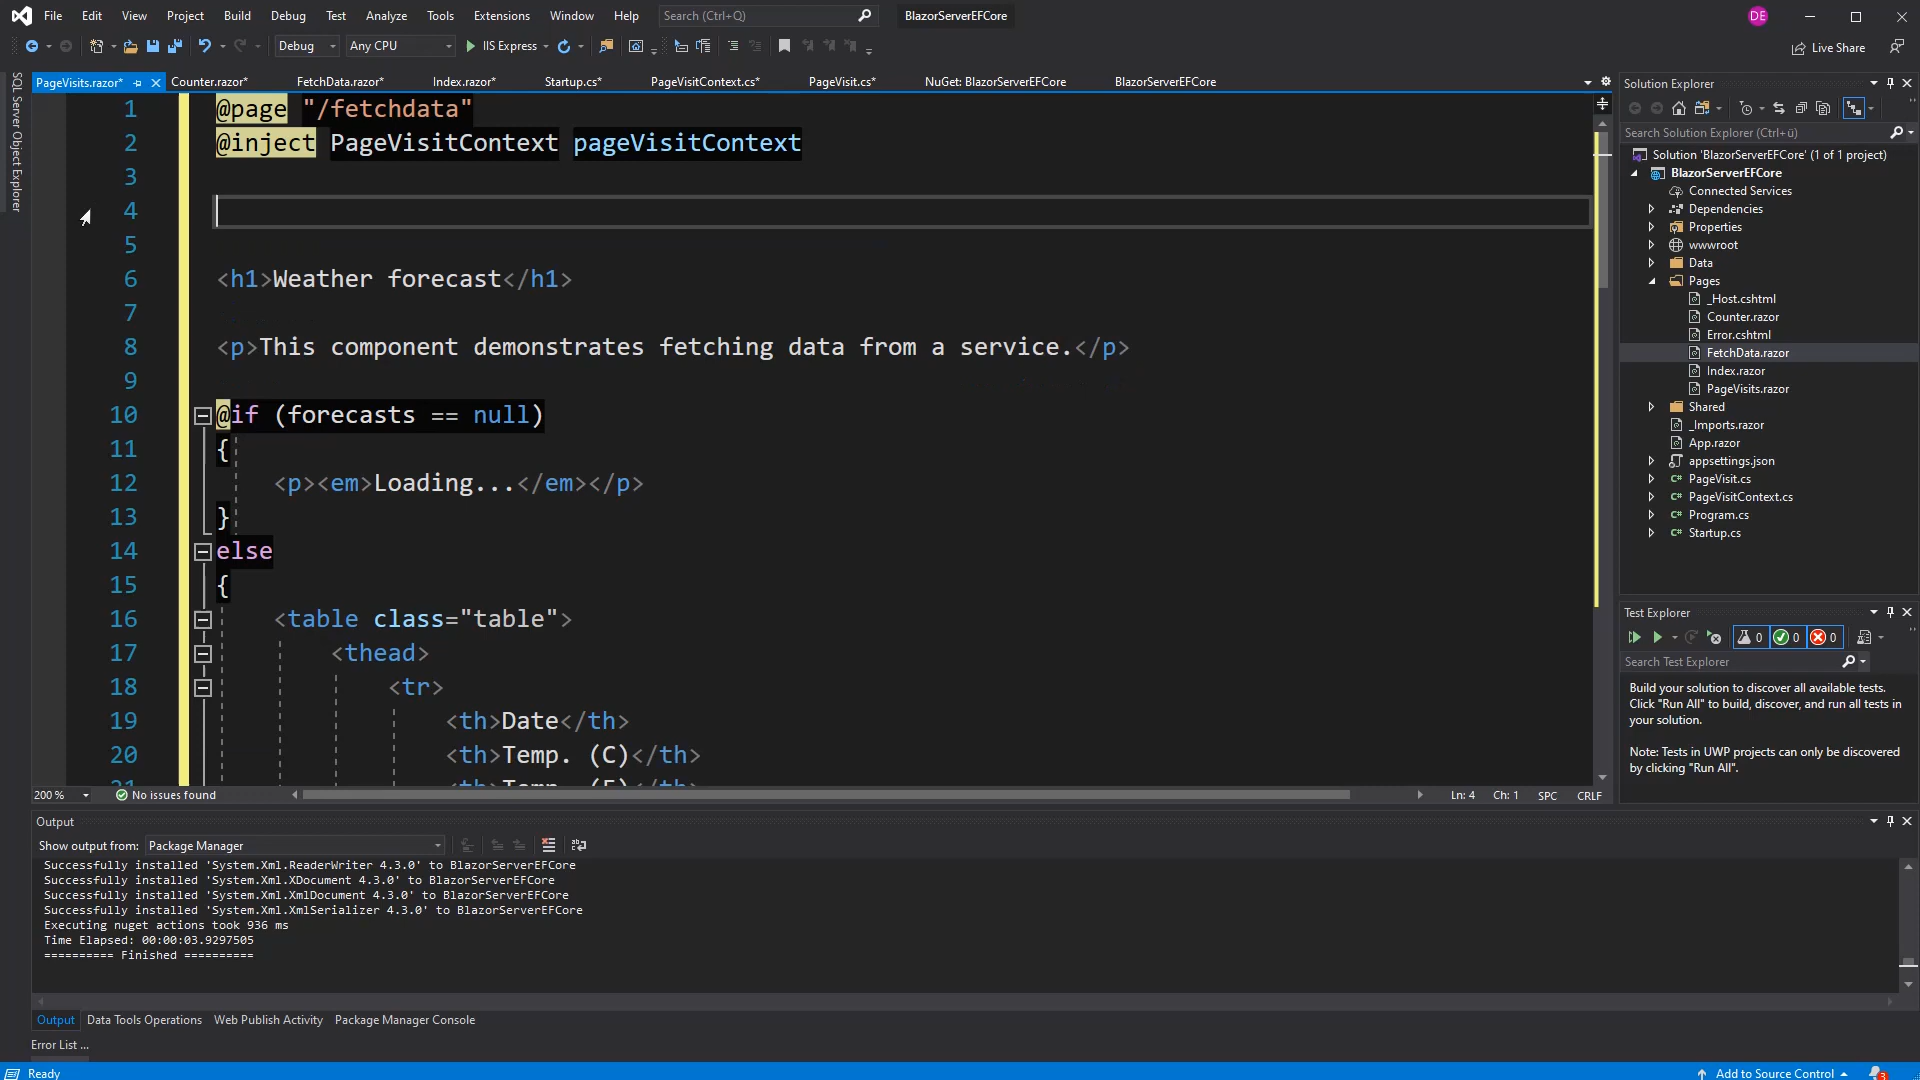 File Edit View Project Build Debug Test Analyze Tools Extensions Window Help Search (Ctrl+Q) BlazorServerEFCore DE
Debug Any CPU IIS Express Live Share
SQL Server Object Explorer
PageVisits.razor* Counter.razor* FetchData.razor* Index.razor* Startup.cs* PageVisitContext.cs* PageVisit.cs* NuGet: BlazorServerEFCore BlazorServerEFCore
1 @page "/fetchdata"
2 @inject PageVisitContext pageVisitContext
3
4
5
6 <h1>Weather forecast</h1>
7
8 <p>This component demonstrates fetching data from a service.</p>
9
10 @if (forecasts == null)
11 {
12 <p><em>Loading...</em></p>
13 }
14 else
15 {
16 <table class="table">
17 <thead>
18 <tr>
19 <th>Date</th>
20 <th>Temp. (C)</th>
21 <th>Temp. (F)</th>
200 % No issues found Ln: 4 Ch: 1 SPC CRLF
Solution Explorer
Search Solution Explorer (Ctrl+ü)
Solution 'BlazorServerEFCore' (1 of 1 project)
BlazorServerEFCore
Connected Services
Dependencies
Properties
wwwroot
Data
Pages
_Host.cshtml
Counter.razor
Error.cshtml
FetchData.razor
Index.razor
PageVisits.razor
Shared
_Imports.razor
App.razor
appsettings.json
C# PageVisit.cs
C# PageVisitContext.cs
C# Program.cs
C# Startup.cs
Test Explorer
0 0 0
Search Test Explorer
Build your solution to discover all available tests.
Click "Run All" to build, discover, and run all tests in
your solution.
Note: Tests in UWP projects can only be discovered
by clicking "Run All".
Output
Show output from: Package Manager
Successfully installed 'System.Xml.ReaderWriter 4.3.0' to BlazorServerEFCore
Successfully installed 'System.Xml.XDocument 4.3.0' to BlazorServerEFCore
Successfully installed 'System.Xml.XmlDocument 4.3.0' to BlazorServerEFCore
Successfully installed 'System.Xml.XmlSerializer 4.3.0' to BlazorServerEFCore
Executing nuget actions took 936 ms
Time Elapsed: 00:00:03.9297505
========== Finished ==========
Output Data Tools Operations Web Publish Activity Package Manager Console
Error List ...
Ready Add to Source Control 3